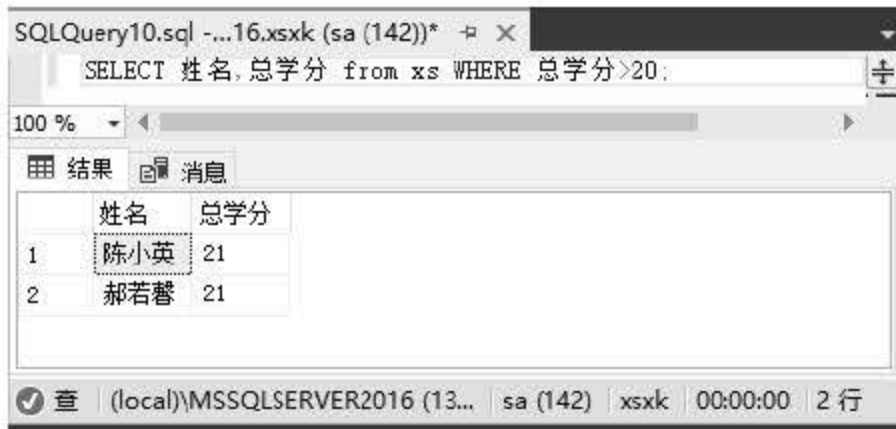 SQLQuery10.sql -...16.xsxk (sa (142))*
SELECT 姓名,总学分 from xs WHERE 总学分>20;
100 %
结果 消息
姓名 总学分
1 陈小英 21
2 郝若馨 21
查 (local)\MSSQLSERVER2016 (13... sa (142) xsxk 00:00:00 2 行